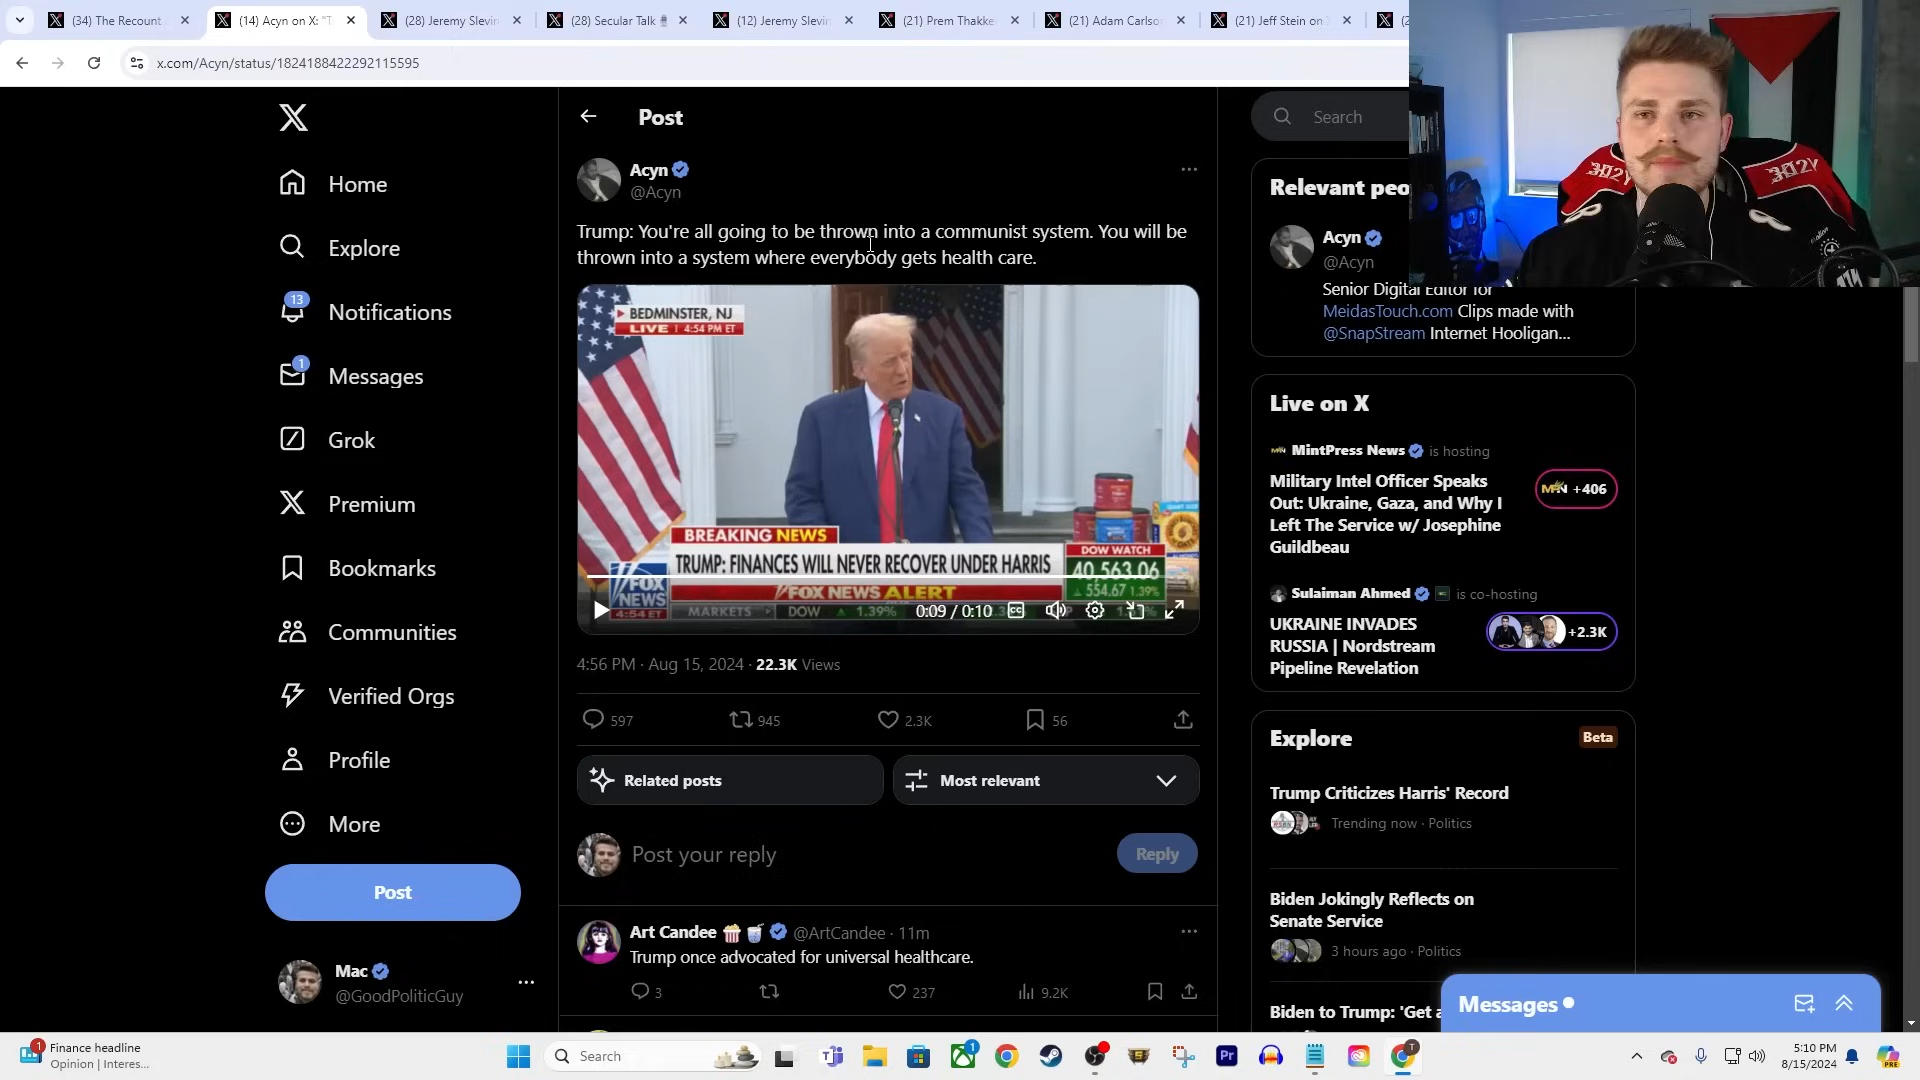 (34) The Recount
(14) Acyn on X: "T
(28) Jeremy Slevin
(28) Secular Talk
(12) Jeremy Slevin
(21) Prem Thakke
(21) Adam Carlso
(21) Jeff Stein on
x.com/Acyn/status/1824188422292115595
Home
Explore
13
Notifications
1
Messages
Grok
Premium
Bookmarks
Communities
Verified Orgs
Profile
More
Post
Mac
@GoodPoliticGuy
Post
Acyn
@Acyn
Trump: You're all going to be thrown into a communist system. You will be
thrown into a system where everybody gets health care.
BEDMINSTER, NJ
LIVE | 4:54 PM ET
BREAKING NEWS
TRUMP: FINANCES WILL NEVER RECOVER UNDER HARRIS
DOW WATCH
40,563.06
554.67 1.39%
FOX NEWS ALERT
FOX
NEWS
4:54 ET
MARKETS
DOW ▲ 1.39%
0:09 / 0:10
4:56 PM · Aug 15, 2024 · 22.3K Views
597
945
2.3K
56
Related posts
Most relevant
Post your reply
Reply
Art Candee @ArtCandee · 11m
Trump once advocated for universal healthcare.
3
237
9.2K
Search
Relevant peo
Acyn
@Acyn
Senior Digital Editor for
MeidasTouch.com Clips made with
@SnapStream Internet Hooligan...
Live on X
MintPress News is hosting
Military Intel Officer Speaks
Out: Ukraine, Gaza, and Why I
Left The Service w/ Josephine
Guildbeau
+406
Sulaiman Ahmed is co-hosting
UKRAINE INVADES
RUSSIA | Nordstream
Pipeline Revelation
+2.3K
Explore
Beta
Trump Criticizes Harris' Record
Trending now · Politics
Biden Jokingly Reflects on
Senate Service
3 hours ago · Politics
Biden to Trump: 'Get a
Messages
Finance headline
Opinion | Interes...
Search
5:10 PM
8/15/2024